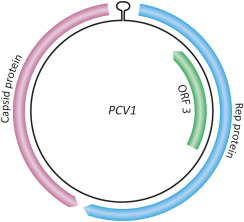 Capsid protein
PCV1
ORF 3
Rep protein